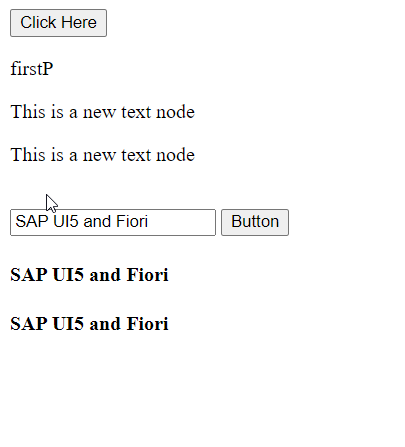 Click Here
firstP
This is a new text node
This is a new text node
SAP UI5 and Fiori Button
SAP UI5 and Fiori
SAP UI5 and Fiori